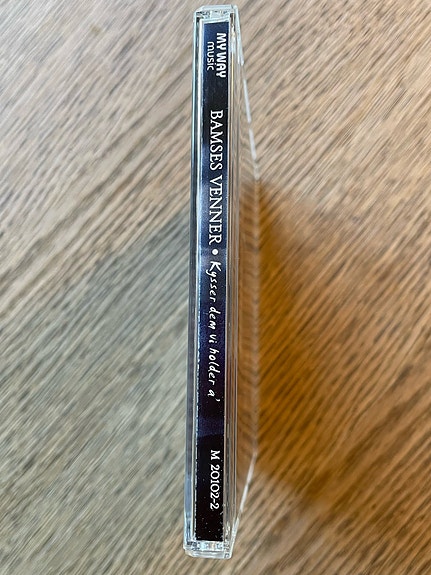 MY WAY
MUSIC
BAMSES VENNER • Kysser dem vi holder a'
M 20102-2